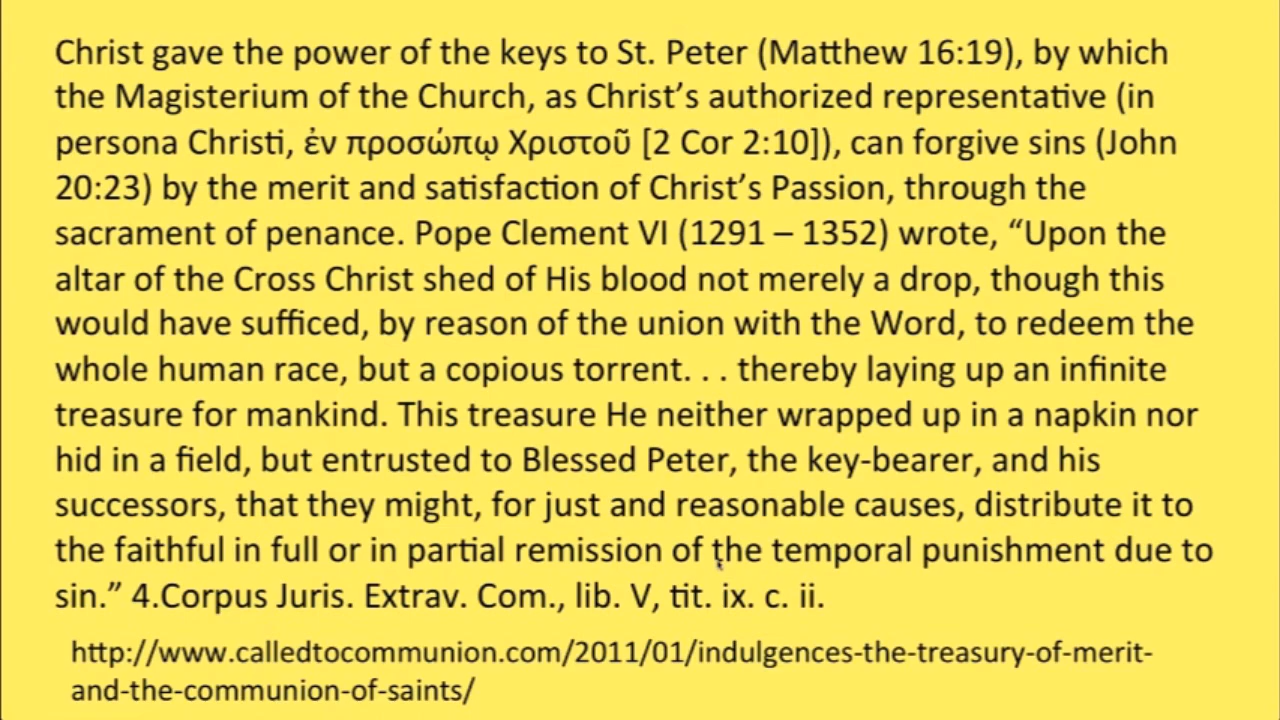 Christ gave the power of the keys to St. Peter (Matthew 16:19), by which
the Magisterium of the Church, as Christ’s authorized representative (in
persona Christi, ἐν προσώπῳ Χριστοῦ [2 Cor 2:10]), can forgive sins (John
20:23) by the merit and satisfaction of Christ’s Passion, through the
sacrament of penance. Pope Clement VI (1291 – 1352) wrote, “Upon the
altar of the Cross Christ shed of His blood not merely a drop, though this
would have sufficed, by reason of the union with the Word, to redeem the
whole human race, but a copious torrent. . . thereby laying up an infinite
treasure for mankind. This treasure He neither wrapped up in a napkin nor
hid in a field, but entrusted to Blessed Peter, the key-bearer, and his
successors, that they might, for just and reasonable causes, distribute it to
the faithful in full or in partial remission of the temporal punishment due to
sin.” 4.Corpus Juris. Extrav. Com., lib. V, tit. ix. c. ii.
http://www.calledtocommunion.com/2011/01/indulgences-the-treasury-of-merit-
and-the-communion-of-saints/